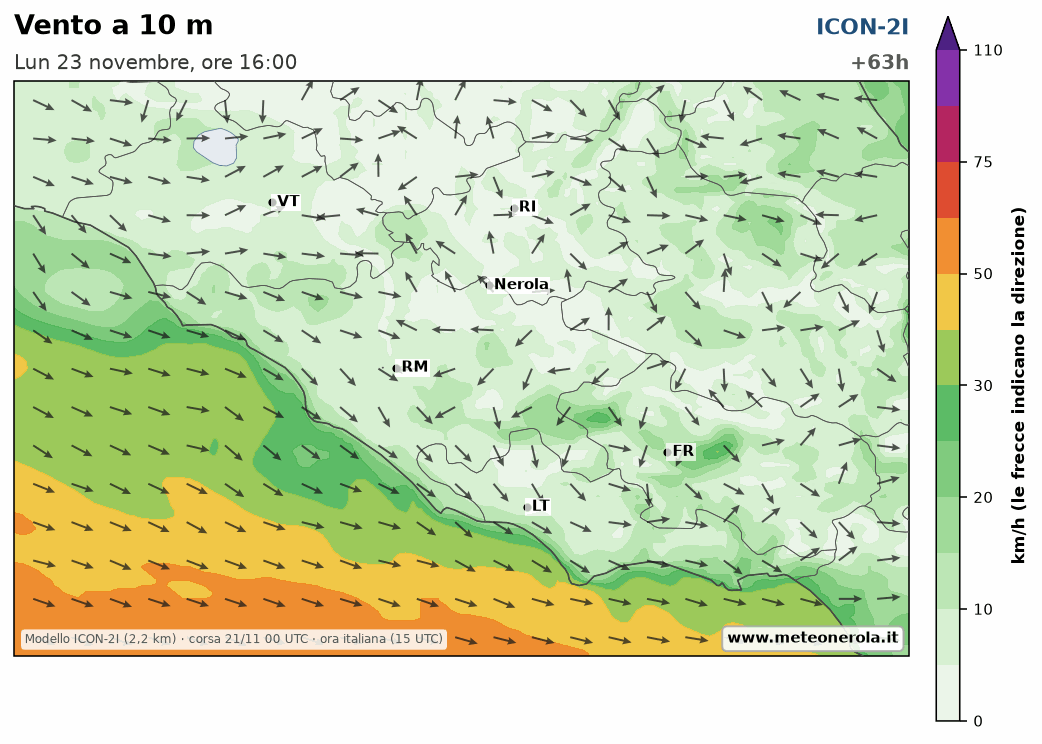 Vento a 10 m
ICON-2I
Lun 23 novembre, ore 16:00
+63h
110
75
50
30
20
10
0
km/h (le frecce indicano la direzione)
VT
RI
Nerola
RM
FR
LT
Modello ICON-2I (2,2 km) · corsa 21/11 00 UTC · ora italiana (15 UTC)
www.meteonerola.it